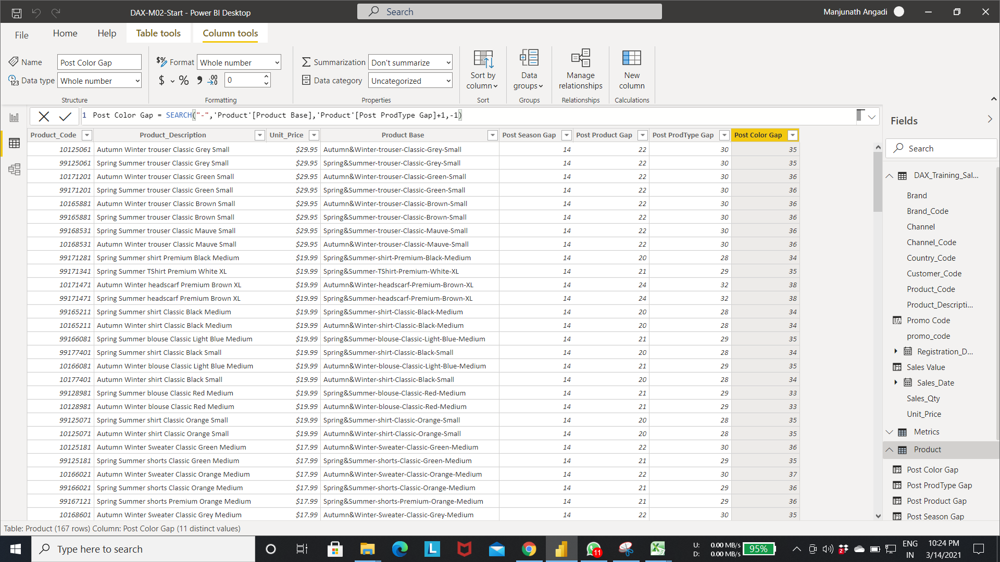 DAX-M02-Start - Power BI Desktop
Search
Manjunath Angadi
File
Home
Help
Table tools
Column tools
Name
Post Color Gap
Data type
Whole number
Structure
Format
Whole number
$ % 9 .00
0
Formatting
Summarization
Don't summarize
Data category
Uncategorized
Properties
Sort by
column
Sort
Data
groups
Groups
Manage
relationships
Relationships
New
column
Calculations
1 Post Color Gap = SEARCH("-",'Product'[Product Base],'Product'[Post ProdType Gap]+1,-1)
Product_Code Product_Description Unit_Price Product Base Post Season Gap Post Product Gap Post ProdType Gap Post Color Gap
10125061 Autumn Winter trouser Classic Grey Small $29.95 Autumn&Winter-trouser-Classic-Grey-Small 14 22 30 35
99125061 Spring Summer trouser Classic Grey Small $29.95 Spring&Summer-trouser-Classic-Grey-Small 14 22 30 35
10171201 Autumn Winter trouser Classic Green Small $29.95 Autumn&Winter-trouser-Classic-Green-Small 14 22 30 36
99171201 Spring Summer trouser Classic Green Small $29.95 Spring&Summer-trouser-Classic-Green-Small 14 22 30 36
10165881 Autumn Winter trouser Classic Brown Small $29.95 Autumn&Winter-trouser-Classic-Brown-Small 14 22 30 36
99165881 Spring Summer trouser Classic Brown Small $29.95 Spring&Summer-trouser-Classic-Brown-Small 14 22 30 36
99168531 Spring Summer trouser Classic Mauve Small $29.95 Spring&Summer-trouser-Classic-Mauve-Small 14 22 30 36
10168531 Autumn Winter trouser Classic Mauve Small $29.95 Autumn&Winter-trouser-Classic-Mauve-Small 14 22 30 36
99171281 Spring Summer shirt Premium Black Medium $19.99 Spring&Summer-shirt-Premium-Black-Medium 14 20 28 34
99171341 Spring Summer TShirt Premium White XL $19.99 Spring&Summer-TShirt-Premium-White-XL 14 21 29 35
10171471 Autumn Winter headscarf Premium Brown XL $19.99 Autumn&Winter-headscarf-Premium-Brown-XL 14 24 32 38
99171471 Spring Summer headscarf Premium Brown XL $19.99 Spring&Summer-headscarf-Premium-Brown-XL 14 24 32 38
99165211 Spring Summer shirt Classic Black Medium $19.99 Spring&Summer-shirt-Classic-Black-Medium 14 20 28 34
10165211 Autumn Winter shirt Classic Black Medium $19.99 Autumn&Winter-shirt-Classic-Black-Medium 14 20 28 34
99166081 Spring Summer blouse Classic Light Blue Medium $19.99 Spring&Summer-blouse-Classic-Light-Blue-Medium 14 21 29 35
99177401 Spring Summer shirt Classic Black Small $19.99 Spring&Summer-shirt-Classic-Black-Small 14 20 28 34
10166081 Autumn Winter blouse Classic Light Blue Medium $19.99 Autumn&Winter-blouse-Classic-Light-Blue-Medium 14 21 29 35
10177401 Autumn Winter shirt Classic Black Small $19.99 Autumn&Winter-shirt-Classic-Black-Small 14 20 28 34
99128981 Spring Summer blouse Classic Red Medium $19.99 Spring&Summer-blouse-Classic-Red-Medium 14 21 29 33
10128981 Autumn Winter blouse Classic Red Medium $19.99 Autumn&Winter-blouse-Classic-Red-Medium 14 21 29 33
99125071 Spring Summer shirt Classic Orange Small $19.99 Spring&Summer-shirt-Classic-Orange-Small 14 20 28 35
10125071 Autumn Winter shirt Classic Orange Small $19.99 Autumn&Winter-shirt-Classic-Orange-Small 14 20 28 35
10125181 Autumn Winter Sweater Classic Green Medium $17.99 Autumn&Winter-Sweater-Classic-Green-Medium 14 22 30 36
99125181 Spring Summer shorts Classic Green Medium $17.99 Spring&Summer-shorts-Classic-Green-Medium 14 21 29 35
10166021 Autumn Winter Sweater Classic Orange Medium $17.99 Autumn&Winter-Sweater-Classic-Orange-Medium 14 22 30 37
99166021 Spring Summer shorts Classic Orange Medium $17.99 Spring&Summer-shorts-Classic-Orange-Medium 14 21 29 36
99167121 Spring Summer shorts Premium Orange Medium $17.99 Spring&Summer-shorts-Premium-Orange-Medium 14 21 29 36
10168601 Autumn Winter Sweater Classic Grey Medium $17.99 Autumn&Winter-Sweater-Classic-Grey-Medium 14 22 30 35
Fields
Search
DAX_Training_Sal...
Brand
Brand_Code
Channel
Channel_Code
Country_Code
Customer_Code
Product_Code
Product_Descripti...
Promo Code
promo_code
Registration_D...
Sales Value
Sales_Date
Sales_Qty
Unit_Price
Metrics
Product
Post Color Gap
Post ProdType Gap
Post Product Gap
Post Season Gap
Table: Product (167 rows) Column: Post Color Gap (11 distinct values)
Type here to search
L
11
U: 0.00 MB/s
D: 0.00 MB/s
95%
2
ENG
IN
10:24 PM
3/14/2021